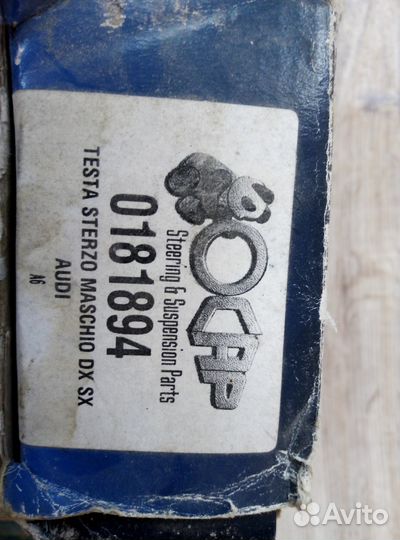 OCAP
Steering & Suspension Parts
0181894
TESTA STERZO MASCHIO DX SX
AUDI
A6
Avito